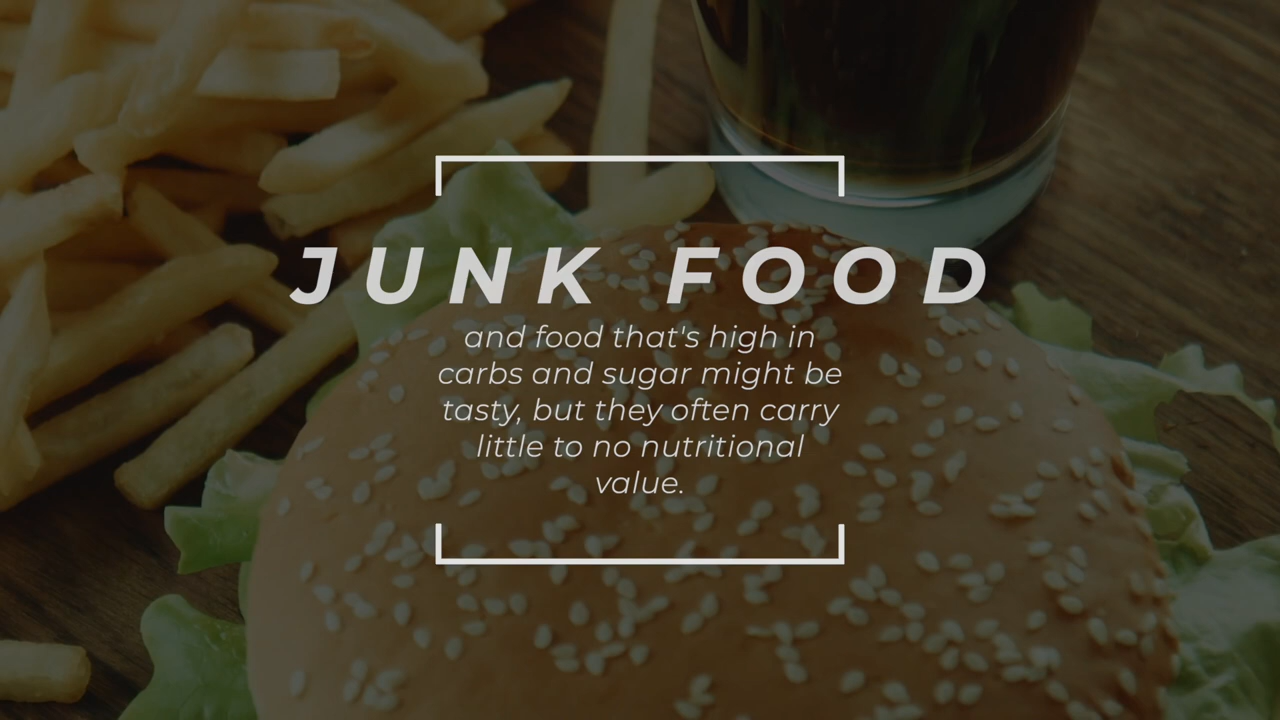 JUNK FOOD
and food that's high in
carbs and sugar might be
tasty, but they often carry
little to no nutritional
value.